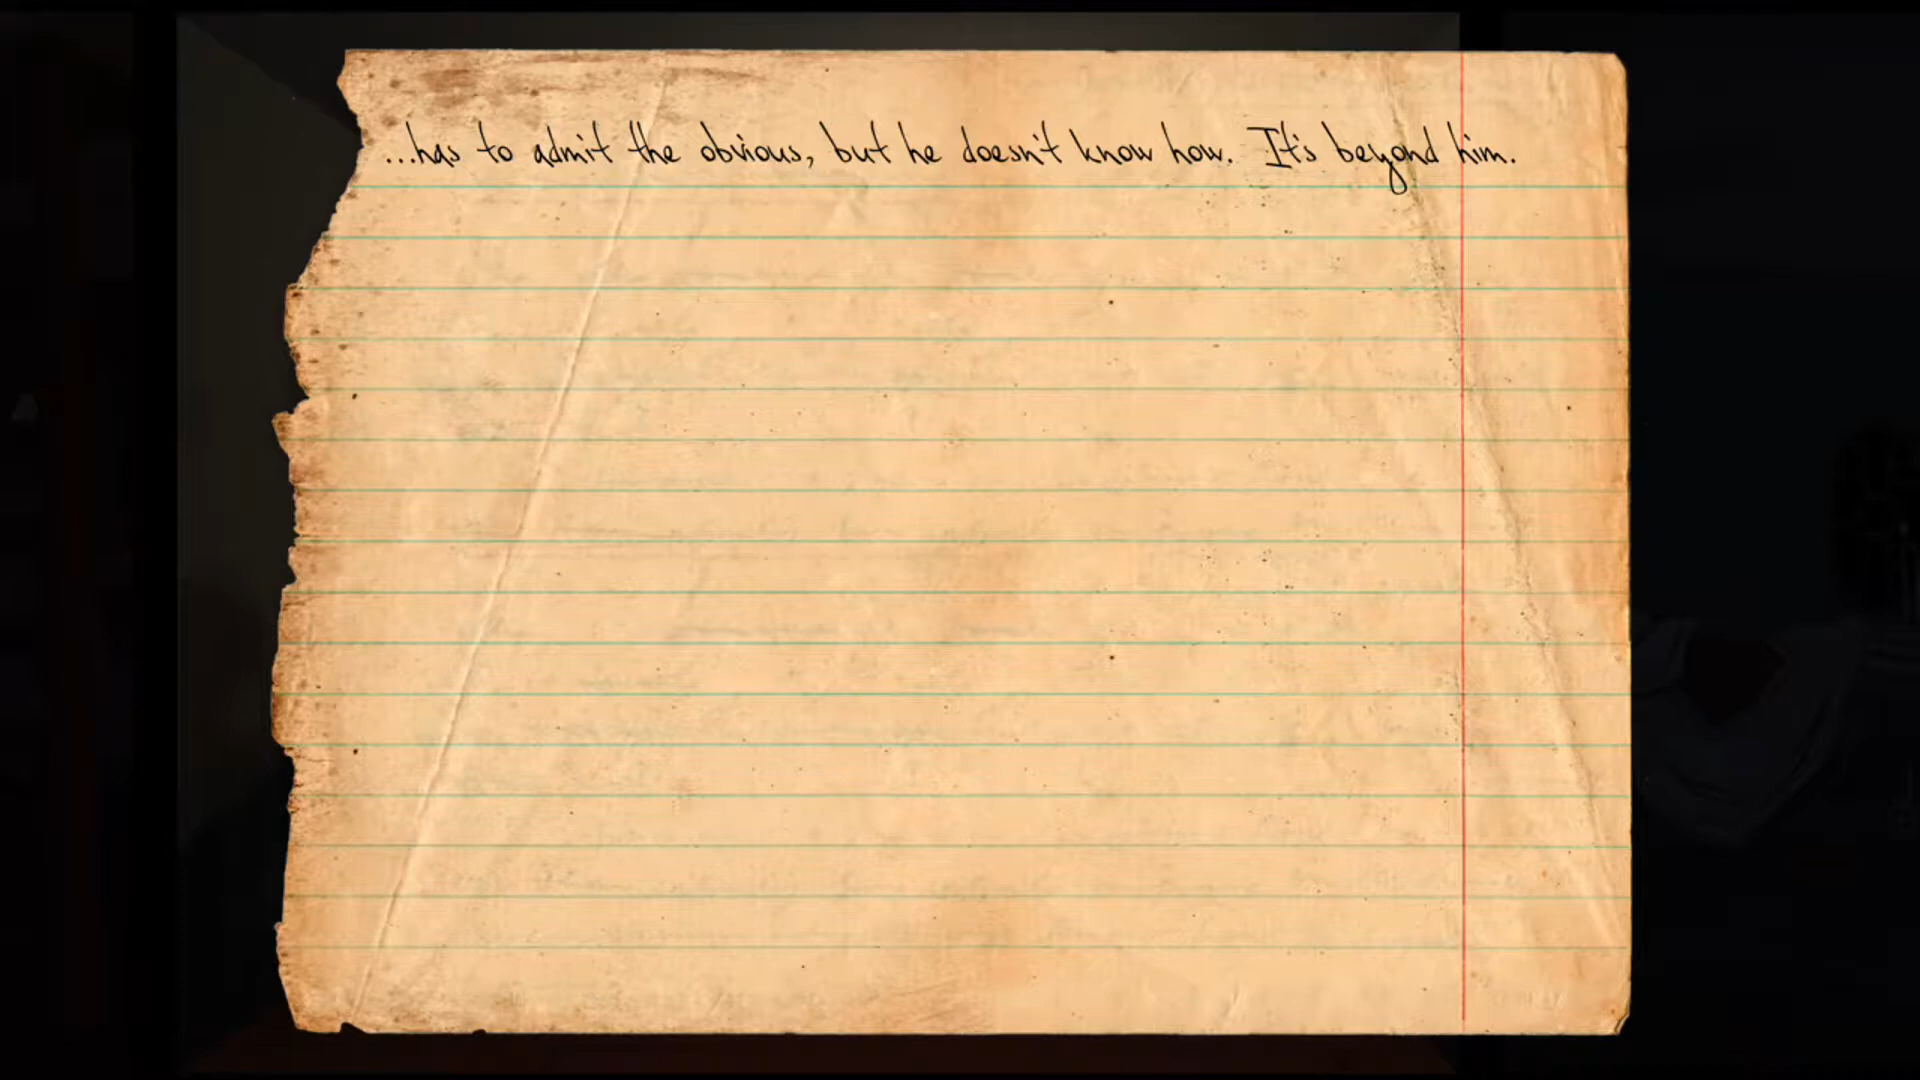 ...has to admit the obvious, but he doesn't know how. It's beyond him.